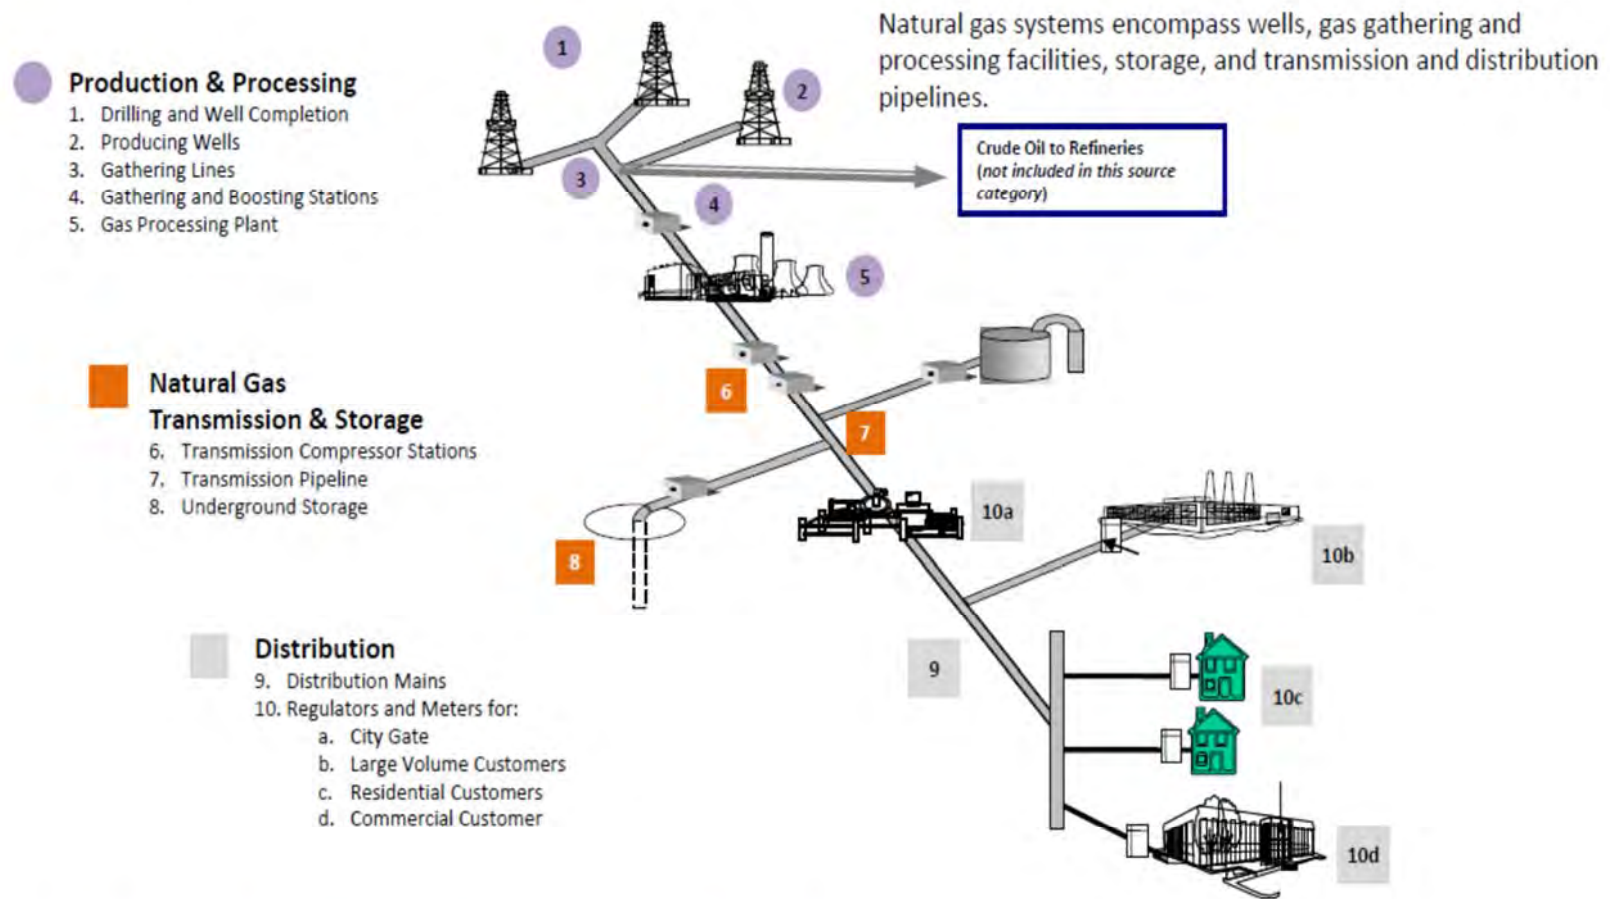 Natural gas systems encompass wells, gas gathering and
processing facilities, storage, and transmission and distribution
pipelines.
Production & Processing
1. Drilling and Well Completion
2. Producing Wells
3. Gathering Lines
4. Gathering and Boosting Stations
5. Gas Processing Plant
1
2
3
4
5
Crude Oil to Refineries
(not included in this source
category)
Natural Gas
Transmission & Storage
6. Transmission Compressor Stations
7. Transmission Pipeline
8. Underground Storage
6
7
8
Distribution
9. Distribution Mains
10. Regulators and Meters for:
a. City Gate
b. Large Volume Customers
c. Residential Customers
d. Commercial Customer
10a
10b
9
10c
10d